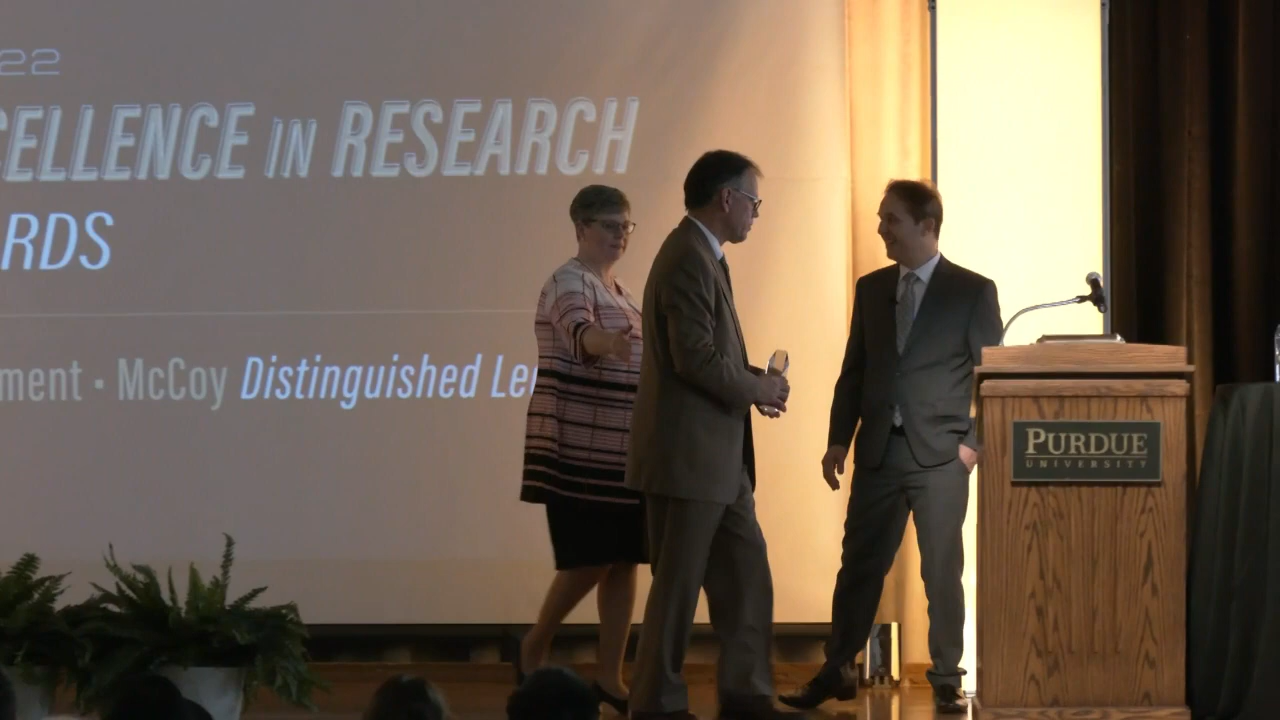 22
CELLENCE IN RESEARCH
RDS
ment · McCoy Distinguished Le
PURDUE
UNIVERSITY